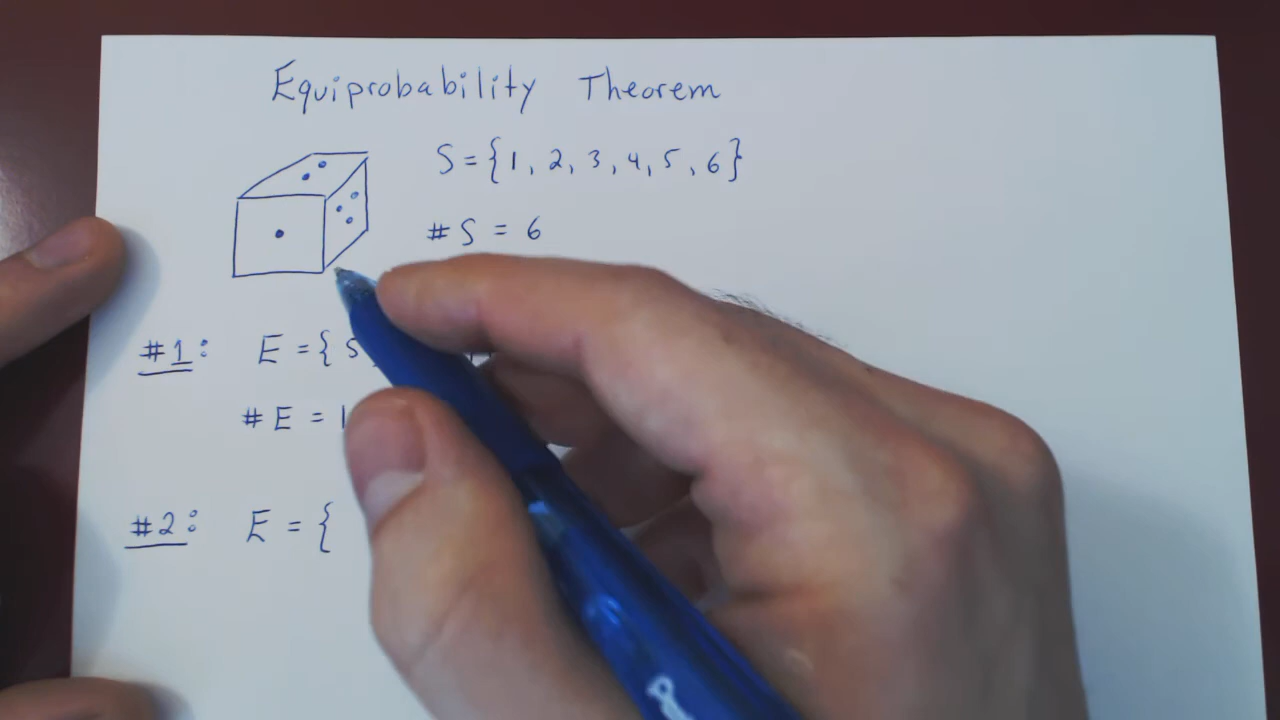 Equiprobability Theorem
S = {1, 2, 3, 4, 5, 6}
# S = 6
#1: E = { 5
# E = 1
#2: E = {